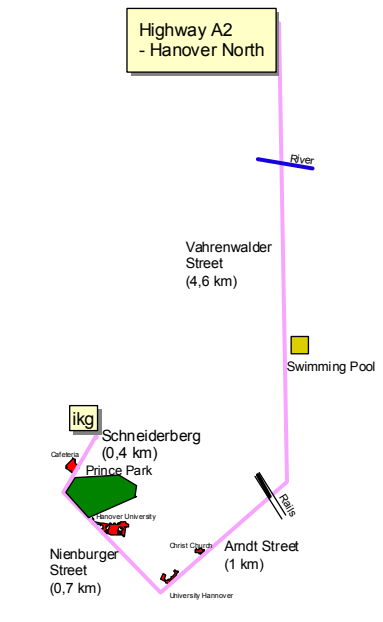 Highway A2
- Hanover North
River
Vahrenwalder
Street
(4,6 km)
Swimming Pool
ikg
Schneiderberg
(0,4 km)
Cafeteria
Prince Park
Rails
Hanover University
Christ Church
Arndt Street
(1 km)
Nienburger
Street
(0,7 km)
University Hannover